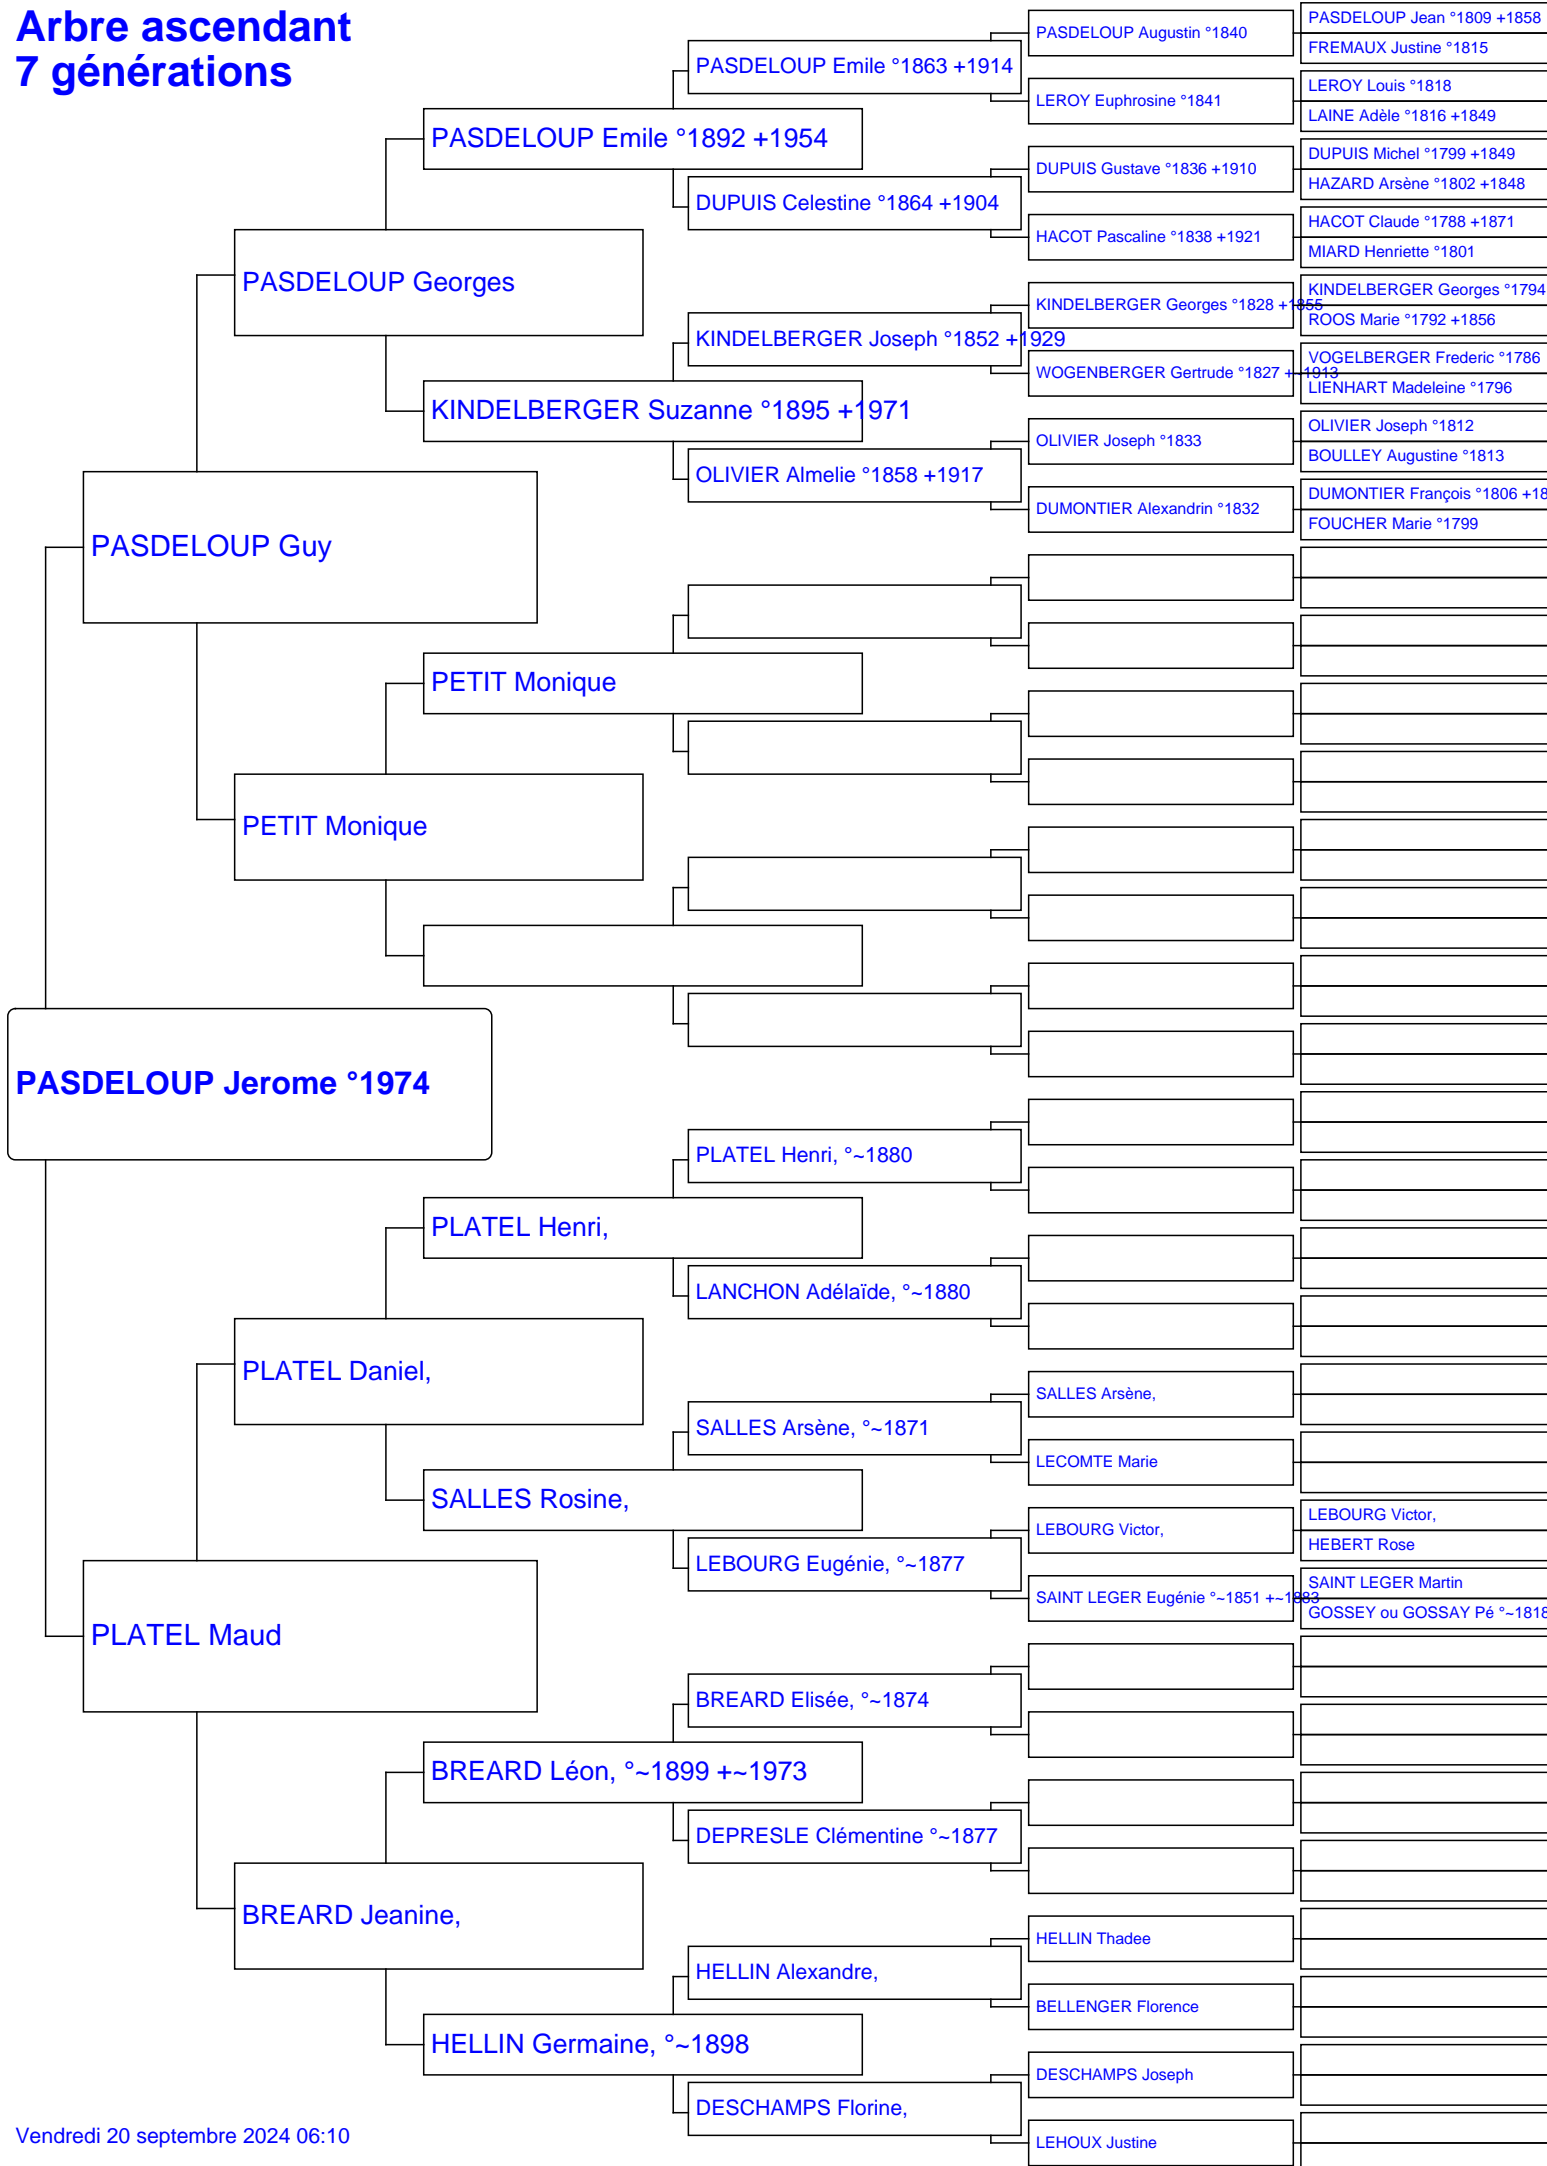 Arbre ascendant
7 générations
PASDELOUP Jean °1809 +1858
PASDELOUP Augustin °1840
FREMAUX Justine °1815
PASDELOUP Emile °1863 +1914
LEROY Louis °1818
LEROY Euphrosine °1841
LAINE Adèle °1816 +1849
PASDELOUP Emile °1892 +1954
DUPUIS Michel °1799 +1849
DUPUIS Gustave °1836 +1910
HAZARD Arsène °1802 +1848
DUPUIS Celestine °1864 +1904
HACOT Claude °1788 +1871
HACOT Pascaline °1838 +1921
MIARD Henriette °1801
PASDELOUP Georges
KINDELBERGER Georges °1794
KINDELBERGER Georges °1828 +1855
ROOS Marie °1792 +1856
KINDELBERGER Joseph °1852 +1929
VOGELBERGER Frederic °1786
WOGENBERGER Gertrude °1827 +~1913
LIENHART Madeleine °1796
KINDELBERGER Suzanne °1895 +1971
OLIVIER Joseph °1812
OLIVIER Joseph °1833
BOULLEY Augustine °1813
OLIVIER Almelie °1858 +1917
DUMONTIER François °1806 +18
DUMONTIER Alexandrin °1832
FOUCHER Marie °1799
PASDELOUP Guy
PETIT Monique
PETIT Monique
PASDELOUP Jerome °1974
PLATEL Henri, °~1880
PLATEL Henri,
LANCHON Adélaïde, °~1880
PLATEL Daniel,
SALLES Arsène,
SALLES Arsène, °~1871
LECOMTE Marie
SALLES Rosine,
LEBOURG Victor,
LEBOURG Victor,
HEBERT Rose
LEBOURG Eugénie, °~1877
SAINT LEGER Martin
SAINT LEGER Eugénie °~1851 +~1883
GOSSEY ou GOSSAY Pé °~1818
PLATEL Maud
BREARD Elisée, °~1874
BREARD Léon, °~1899 +~1973
DEPRESLE Clémentine °~1877
BREARD Jeanine,
HELLIN Thadee
HELLIN Alexandre,
BELLENGER Florence
HELLIN Germaine, °~1898
DESCHAMPS Joseph
DESCHAMPS Florine,
LEHOUX Justine
Vendredi 20 septembre 2024 06:10